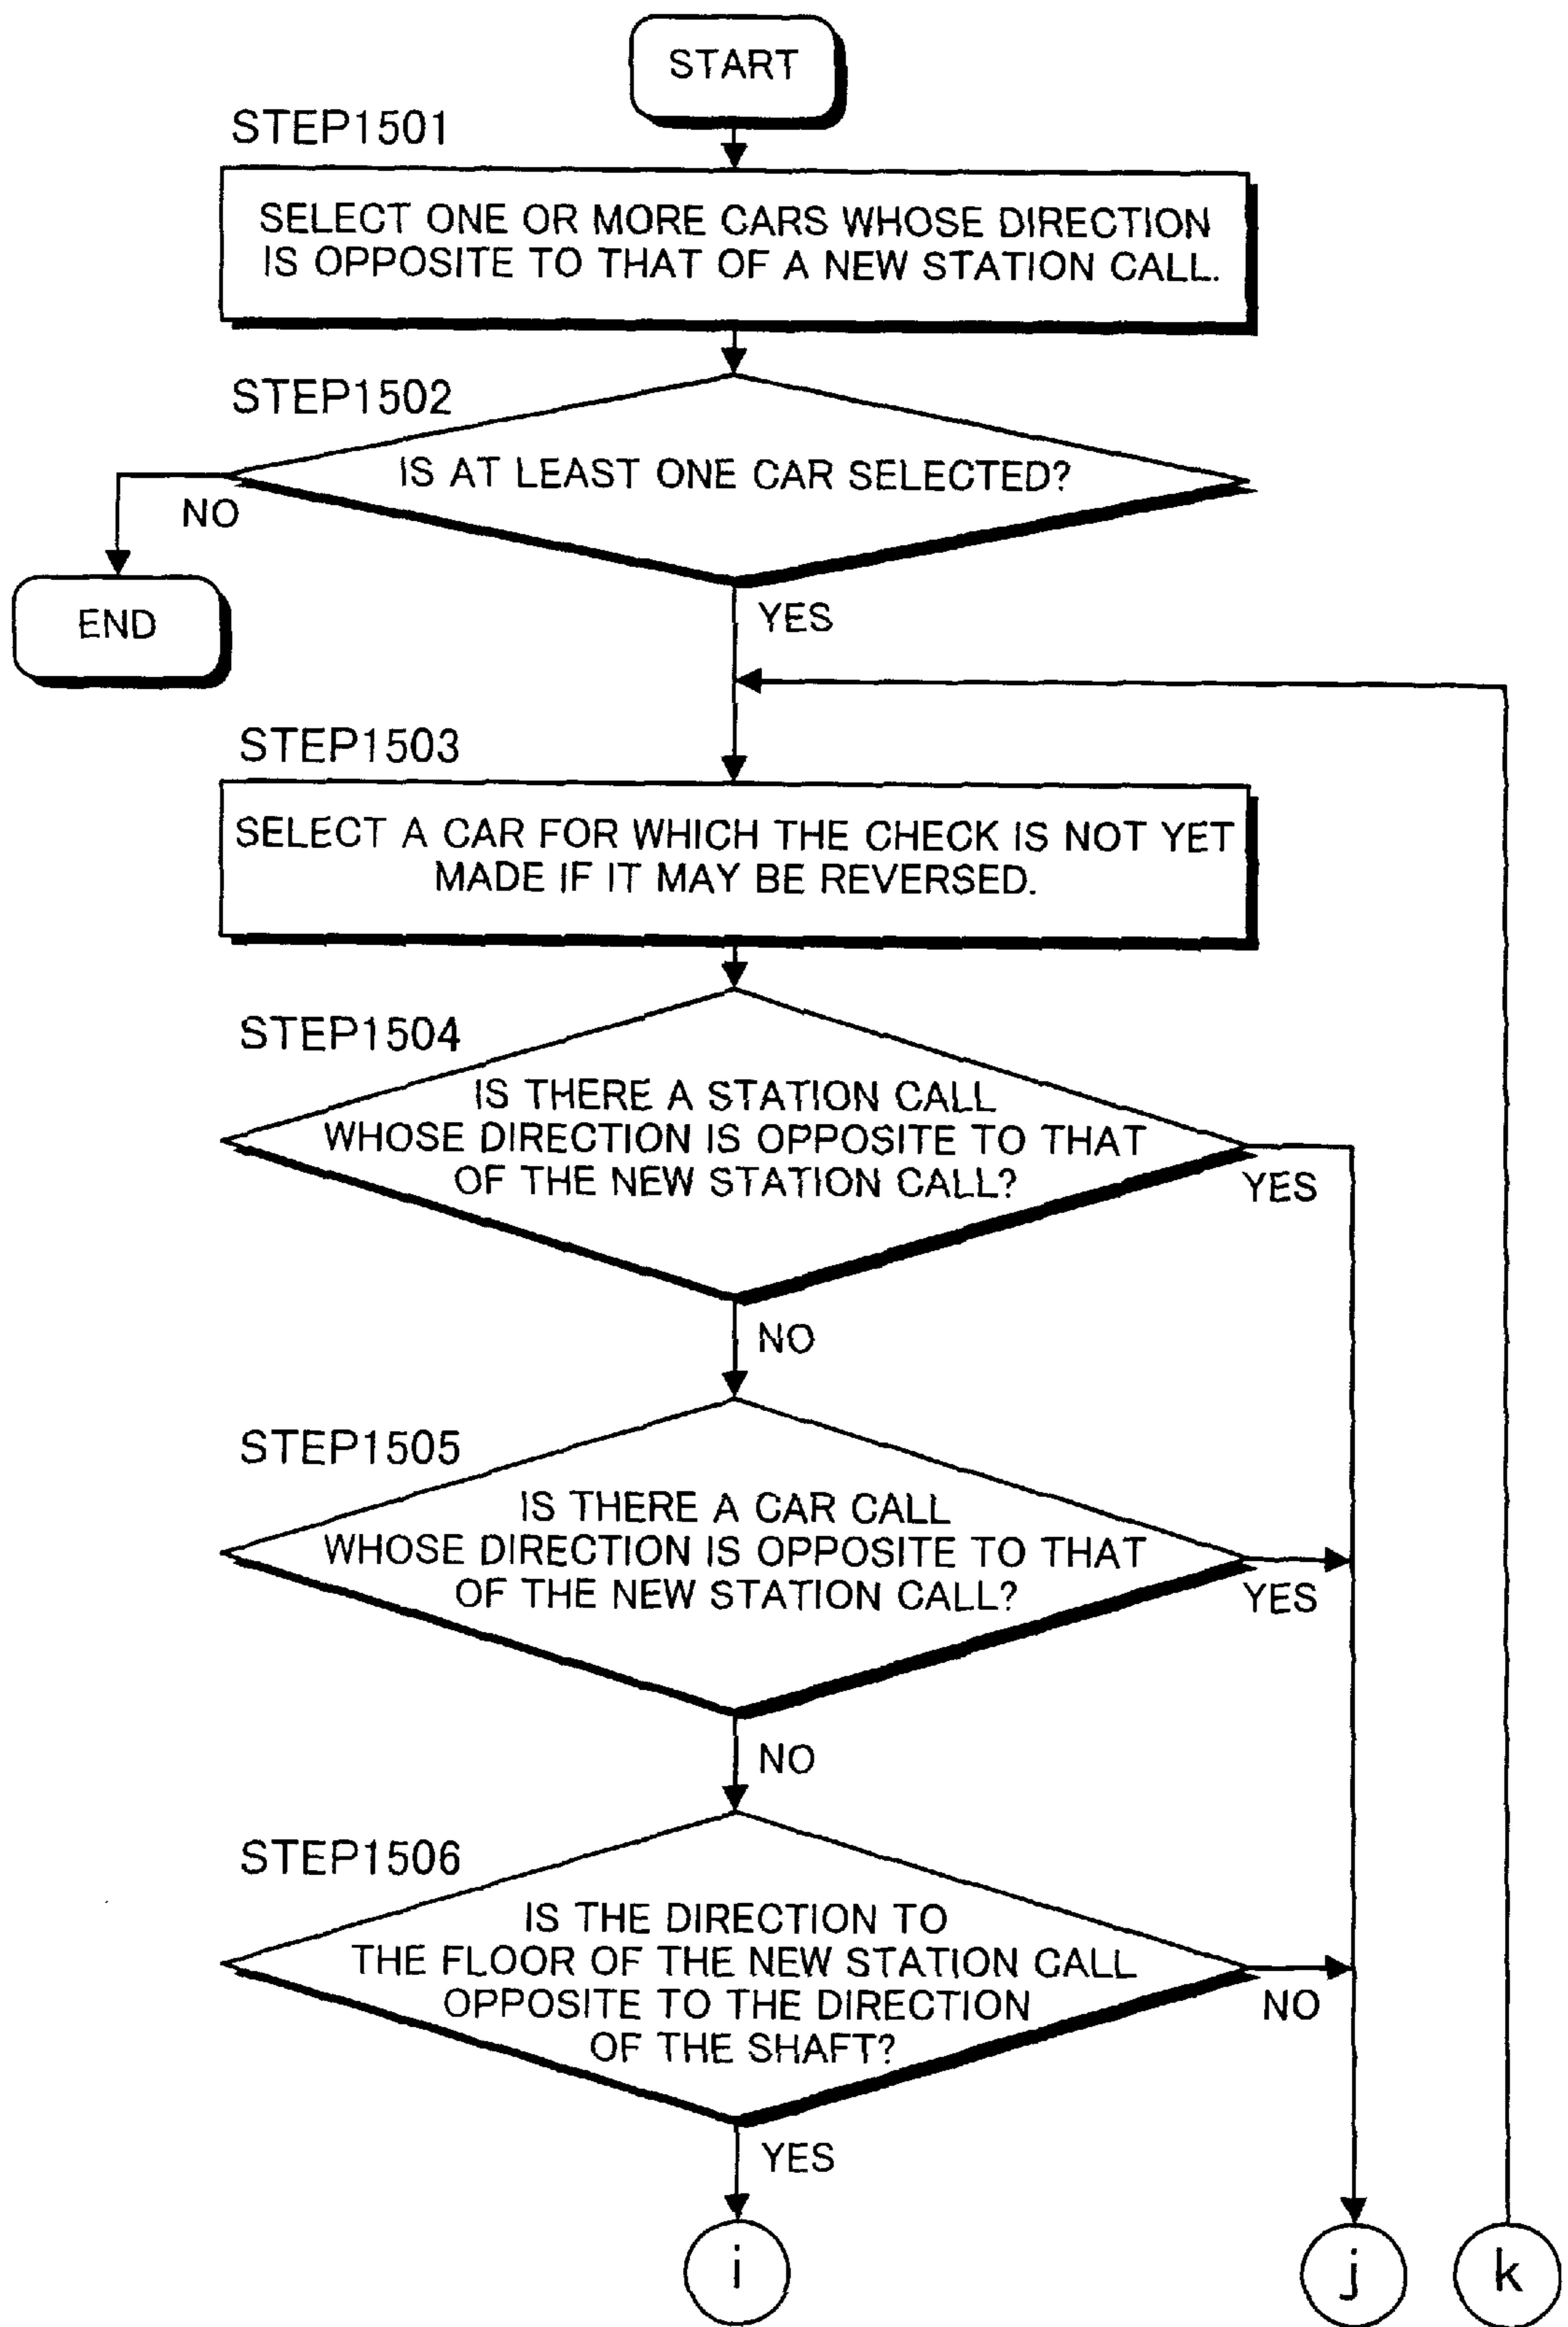 START
STEP1501
SELECT ONE OR MORE CARS WHOSE DIRECTION
IS OPPOSITE TO THAT OF A NEW STATION CALL.
STEP1502
IS AT LEAST ONE CAR SELECTED?
NO
END
YES
STEP1503
SELECT A CAR FOR WHICH THE CHECK IS NOT YET
MADE IF IT MAY BE REVERSED.
STEP1504
IS THERE A STATION CALL
WHOSE DIRECTION IS OPPOSITE TO THAT
OF THE NEW STATION CALL?
YES
NO
STEP1505
IS THERE A CAR CALL
WHOSE DIRECTION IS OPPOSITE TO THAT
OF THE NEW STATION CALL?
YES
NO
STEP1506
IS THE DIRECTION TO
THE FLOOR OF THE NEW STATION CALL
OPPOSITE TO THE DIRECTION
OF THE SHAFT?
NO
YES
i
j
k